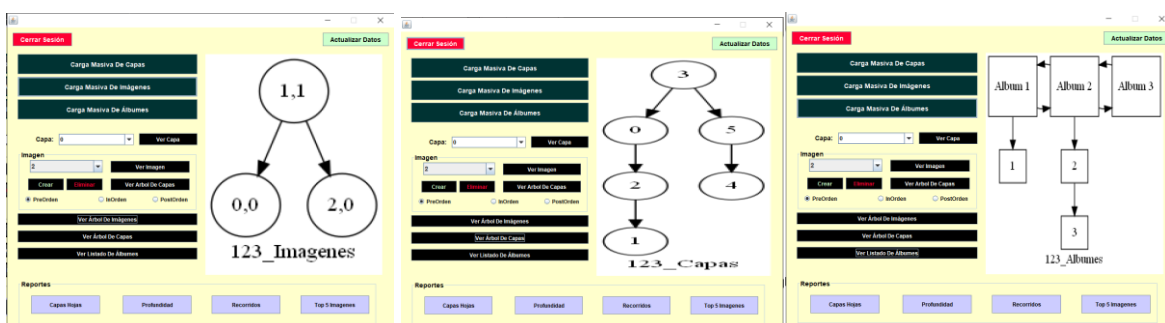 Cerrar Sesión
Actualizar Datos
Carga Masiva De Capas
Carga Masiva De Imágenes
Carga Masiva De Álbumes
Capa:
0
Ver Capa
Imagen
2
Ver Imagen
Crear
Eliminar
Ver Arbol De Capas
PreOrden
InOrden
PostOrden
Ver Árbol De Imágenes
Ver Árbol De Capas
Ver Listado De Álbumes
1,1
0,0
2,0
123_Imagenes
Reportes
Capas Hojas
Profundidad
Recorridos
Top 5 Imagenes
Cerrar Sesión
Actualizar Datos
Carga Masiva De Capas
Carga Masiva De Imágenes
Carga Masiva De Álbumes
Capa:
0
Ver Capa
Imagen
2
Ver Imagen
Crear
Eliminar
Ver Arbol De Capas
PreOrden
InOrden
PostOrden
Ver Árbol De Imágenes
Ver Árbol De Capas
Ver Listado De Álbumes
3
0
5
2
4
1
123_Capas
Reportes
Capas Hojas
Profundidad
Recorridos
Top 5 Imagenes
Cerrar Sesión
Actualizar Datos
Carga Masiva De Capas
Carga Masiva De Imágenes
Carga Masiva De Álbumes
Capa:
0
Ver Capa
Imagen
2
Ver Imagen
Crear
Eliminar
Ver Arbol De Capas
PreOrden
InOrden
PostOrden
Ver Árbol De Imágenes
Ver Árbol De Capas
Ver Listado De Álbumes
Album 1
Album 2
Album 3
1
2
3
123_Albumes
Reportes
Capas Hojas
Profundidad
Recorridos
Top 5 Imagenes